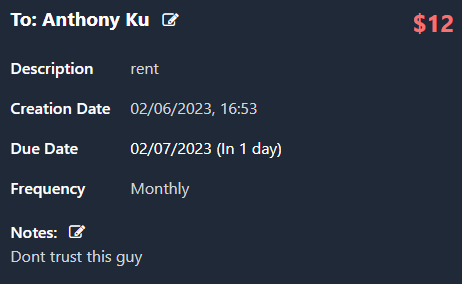 To: Anthony Ku $12
Description rent
Creation Date 02/06/2023, 16:53
Due Date 02/07/2023 (In 1 day)
Frequency Monthly
Notes:
Dont trust this guy